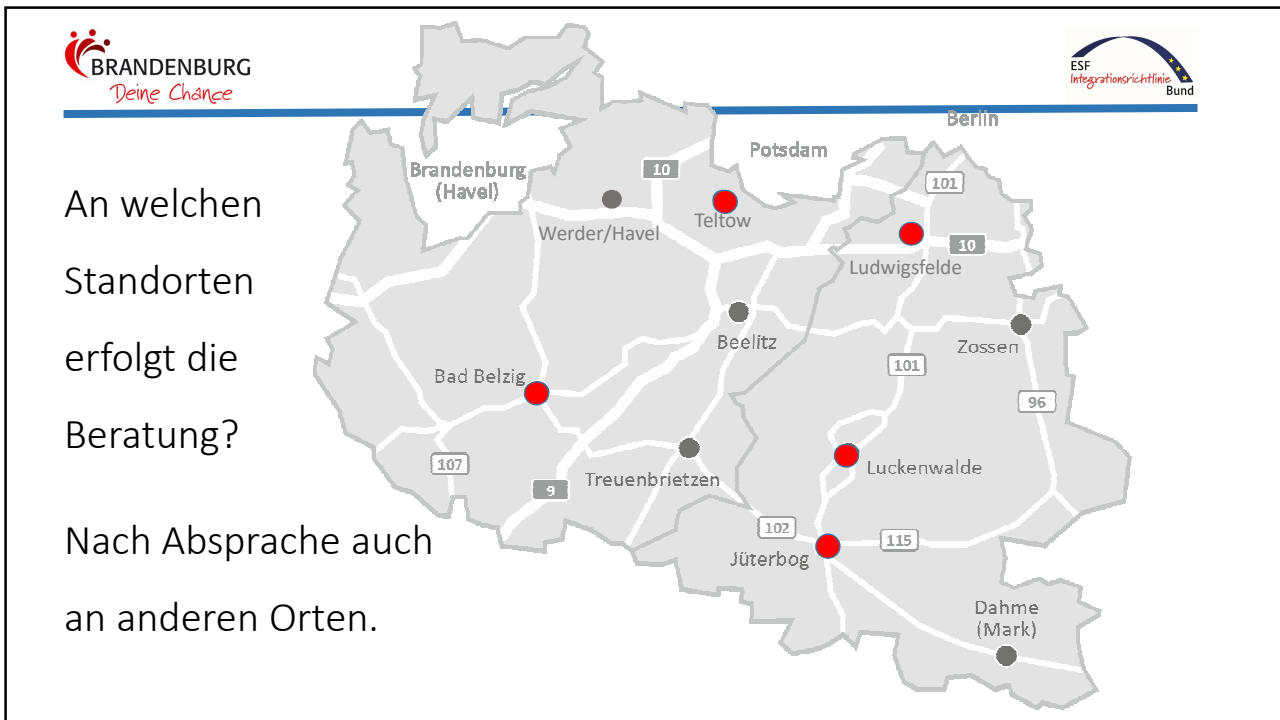 BRANDENBURG
Deine Chance
ESF
Integrationsrichtlinie
Bund
An welchen
Standorten
erfolgt die
Beratung?
Nach Absprache auch
an anderen Orten.
Berlin
Potsdam
Brandenburg
(Havel)
10
101
Teltow
Werder/Havel
10
Ludwigsfelde
Beelitz
Zossen
101
Bad Belzig
96
107
Luckenwalde
Treuenbrietzen
9
102
115
Jüterbog
Dahme
(Mark)